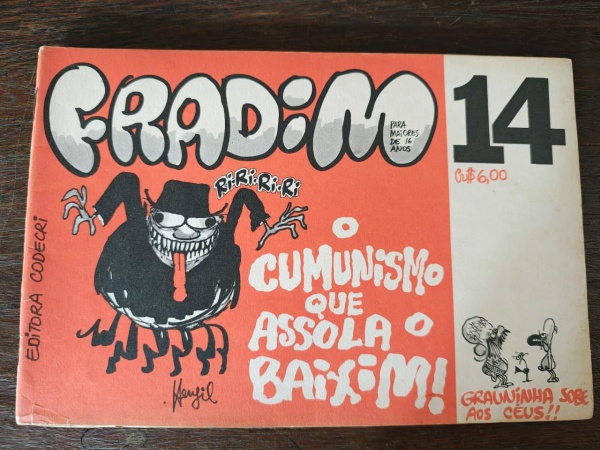 FRADiM
PARA
MAIORES
DE 16
ANOS
14
Cr$ 6,00
Ri-Ri-Ri-Ri
O
CUMUNiSMO
QUE
ASSOLA O
BAiXiM!
EDITORA CODECRI
Henfil
GRAUNINHA SOBE
AOS CÉUS!!